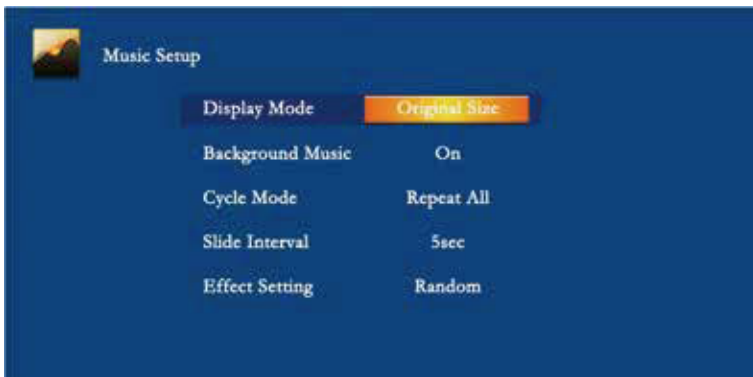 Music Setup
Display Mode Original Size
Background Music On
Cycle Mode Repeat All
Slide Interval 5sec
Effect Setting Random